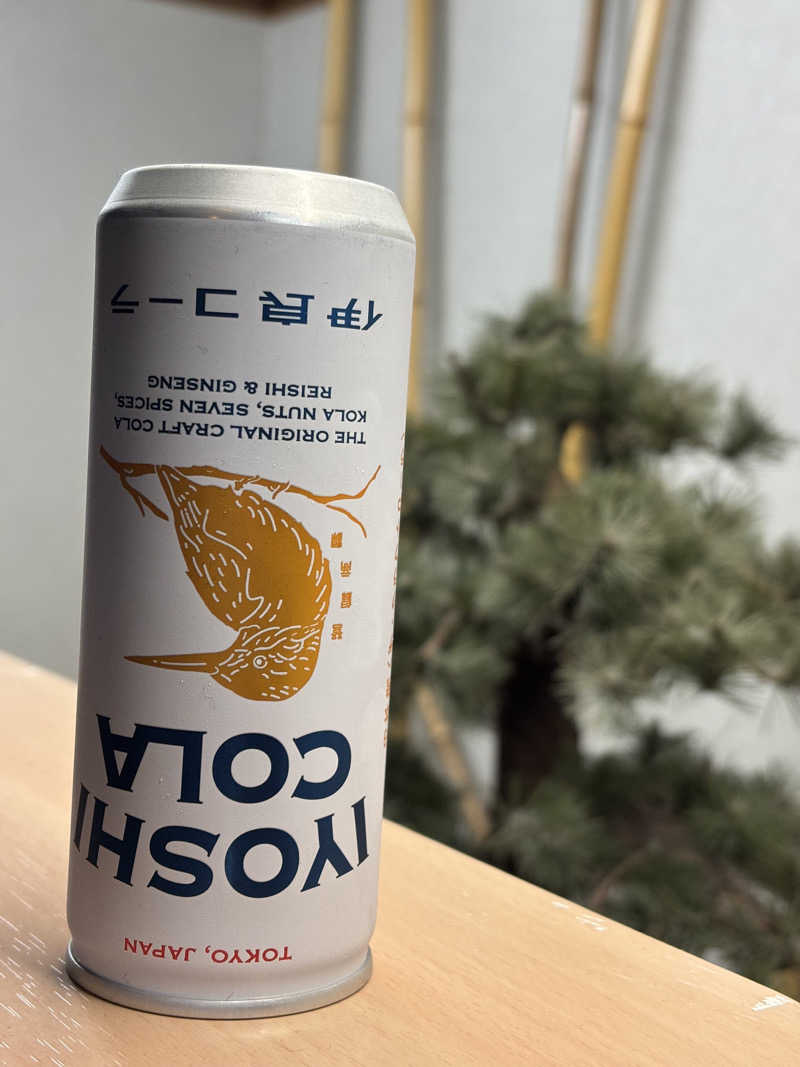 TOKYO, JAPAN
IYOSHI
COLA
THE ORIGINAL CRAFT COLA
KOLA NUTS, SEVEN SPICES,
REISHI & GINSENG
伊良コーラ